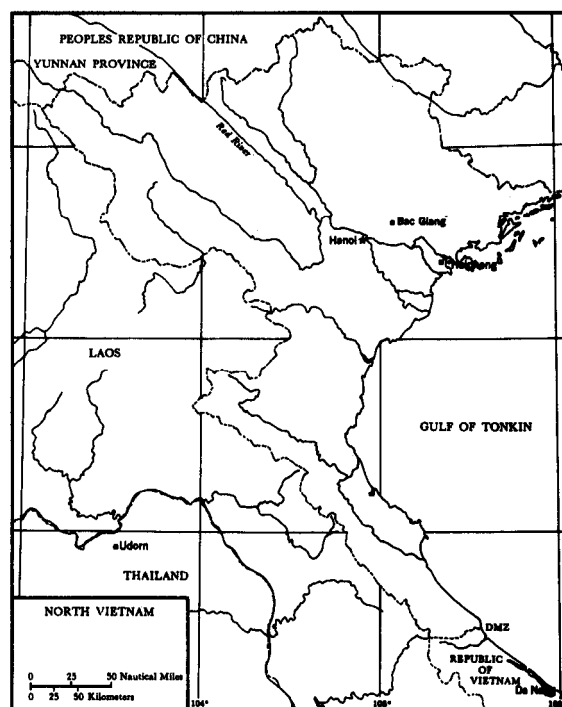 PEOPLES REPUBLIC OF CHINA
YUNNAN PROVINCE
Red River
Bac Giang
Hanoi
LAOS
GULF OF TONKIN
Udorn
THAILAND
NORTH VIETNAM
0 25 50 Nautical Miles
0 25 50 Kilometers
DMZ
REPUBLIC
OF
VIETNAM
Da Nang
104°